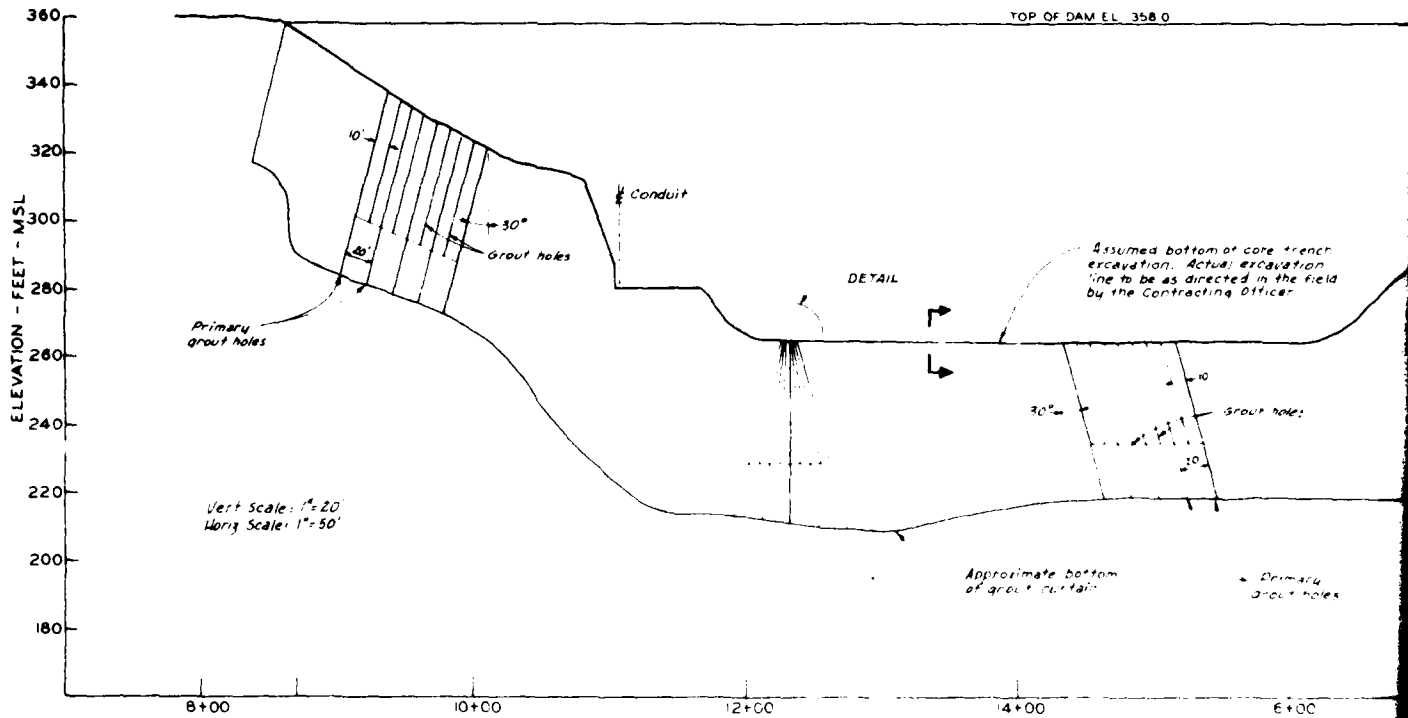 TOP OF DAM EL. 358.0
ELEVATION - FEET - MSL
360
340
320
300
280
260
240
220
200
180
10'
20'
30°
Grout holes
Primary
grout holes
Conduit
DETAIL
Assumed bottom of core trench
excavation. Actual excavation
line to be as directed in the field
by the Contracting Officer
30°
10
Grout holes
20'
Vert Scale: 1"=20'
Horiz Scale: 1"=50'
Approximate bottom
of grout curtain
Primary
grout holes
8+00
10+00
12+00
14+00
6+00